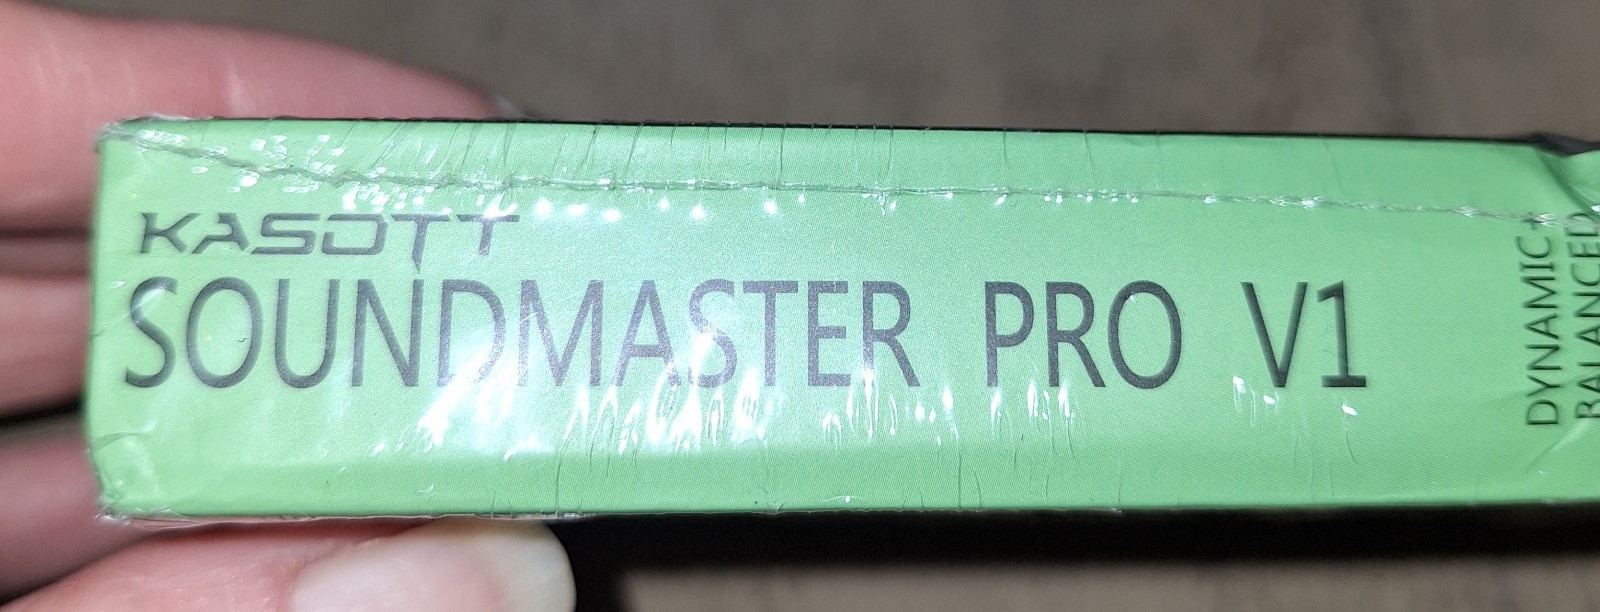 KASOTT
SOUNDMASTER PRO V1
DYNAMIC+
BALANCED